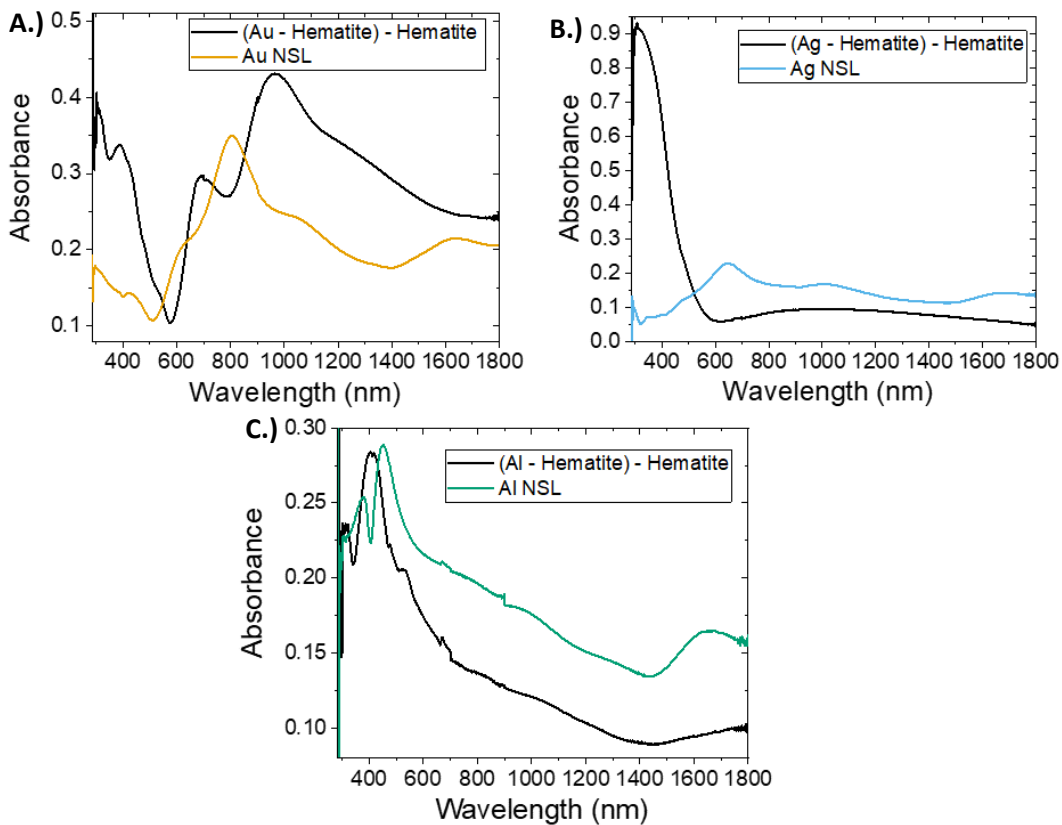 A.)
0.5
0.4
0.3
0.2
0.1
Absorbance
(Au - Hematite) - Hematite
Au NSL
400 600 800 1000 1200 1400 1600 1800
Wavelength (nm)
B.)
0.9
0.8
0.7
0.6
0.5
0.4
0.3
0.2
0.1
0.0
Absorbance
(Ag - Hematite) - Hematite
Ag NSL
400 600 800 1000 1200 1400 1600 1800
Wavelength (nm)
C.)
0.30
0.25
0.20
0.15
0.10
Absorbance
(Al - Hematite) - Hematite
Al NSL
400 600 800 1000 1200 1400 1600 1800
Wavelength (nm)